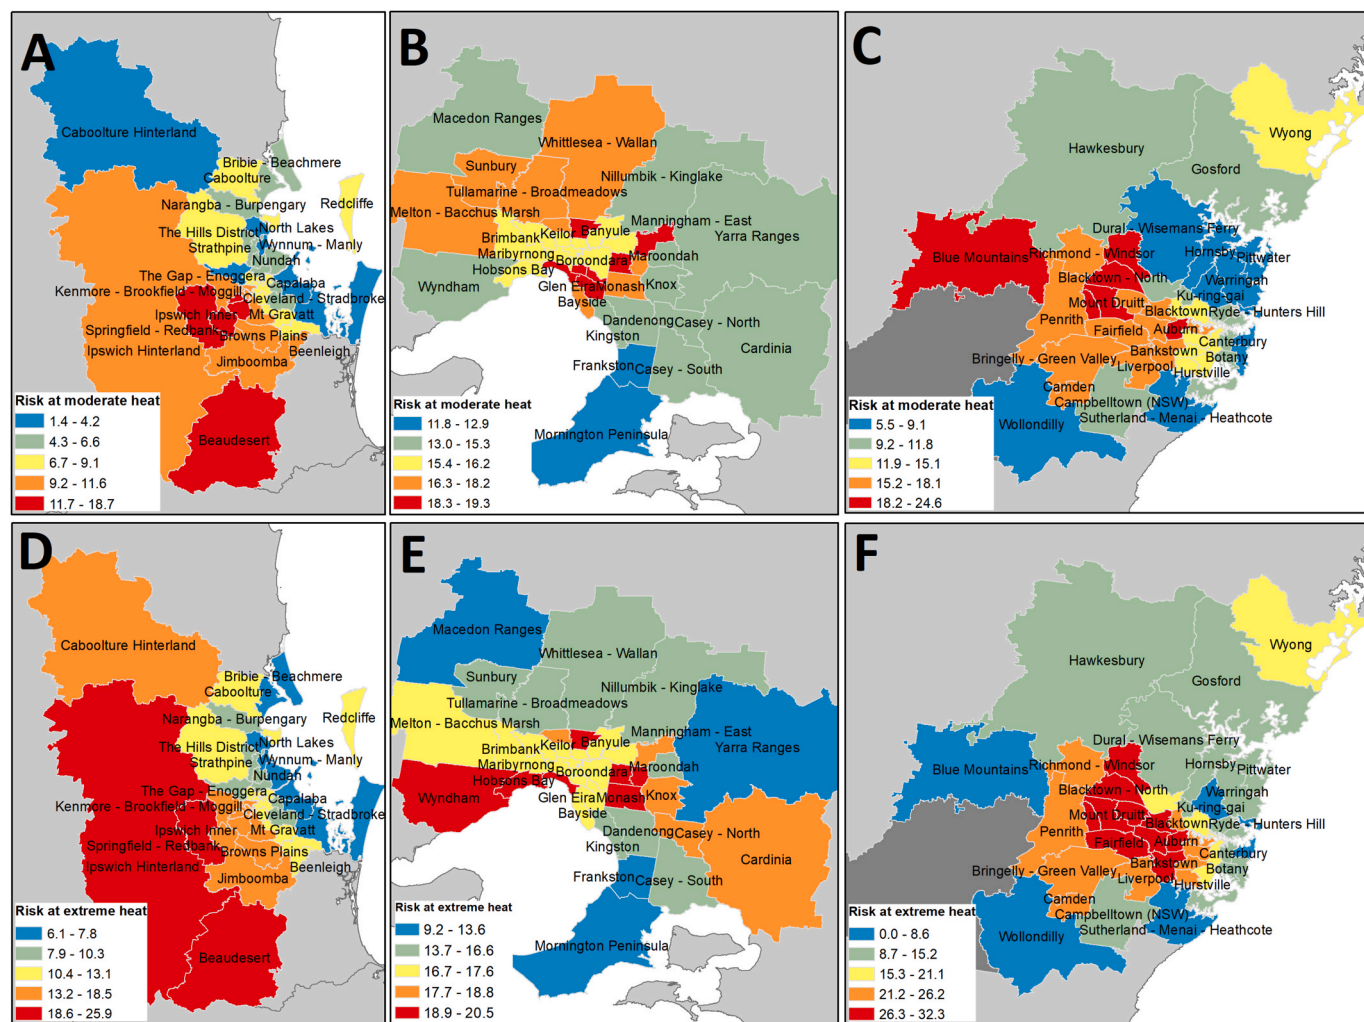 A
Caboolture Hinterland
Bribie - Beachmere
Caboolture
Narangba - Burpengary
Redcliffe
The Hills District
North Lakes
Strathpine
Wynnum - Manly
Nundah
The Gap - Enoggera
Capalaba
Kenmore - Brookfield - Moggill
Cleveland - Stradbroke
Ipswich Inner
Mt Gravatt
Springfield - Redbank
Browns Plains
Ipswich Hinterland
Beenleigh
Jimboomba
Beaudesert
Risk at moderate heat
1.4 - 4.2
4.3 - 6.6
6.7 - 9.1
9.2 - 11.6
11.7 - 18.7
B
Macedon Ranges
Whittlesea - Wallan
Sunbury
Nillumbik - Kinglake
Tullamarine - Broadmeadows
Melton - Bacchus Marsh
Manningham - East
Keilor
Banyule
Brimbank
Yarra Ranges
Maribyrnong
Boroondara
Maroondah
Hobsons Bay
Wyndham
Glen Eira
Monash
Knox
Bayside
Dandenong
Casey - North
Kingston
Cardinia
Frankston
Casey - South
Mornington Peninsula
Risk at moderate heat
11.8 - 12.9
13.0 - 15.3
15.4 - 16.2
16.3 - 18.2
18.3 - 19.3
C
Wyong
Hawkesbury
Gosford
Dural - Wisemans Ferry
Blue Mountains
Richmond - Windsor
Hornsby
Pittwater
Blacktown - North
Warringah
Ku-ring-gai
Mount Druitt
Blacktown
Ryde - Hunters Hill
Penrith
Fairfield
Auburn
Canterbury
Bringelly - Green Valley
Bankstown
Botany
Liverpool
Hurstville
Camden
Campbelltown (NSW)
Wollondilly
Sutherland - Menai - Heathcote
Risk at moderate heat
5.5 - 9.1
9.2 - 11.8
11.9 - 15.1
15.2 - 18.1
18.2 - 24.6
D
Caboolture Hinterland
Bribie - Beachmere
Caboolture
Narangba - Burpengary
Redcliffe
The Hills District
North Lakes
Strathpine
Wynnum - Manly
Nundah
The Gap - Enoggera
Capalaba
Kenmore - Brookfield - Moggill
Cleveland - Stradbroke
Ipswich Inner
Mt Gravatt
Springfield - Redbank
Browns Plains
Ipswich Hinterland
Beenleigh
Jimboomba
Beaudesert
Risk at extreme heat
6.1 - 7.8
7.9 - 10.3
10.4 - 13.1
13.2 - 18.5
18.6 - 25.9
E
Macedon Ranges
Whittlesea - Wallan
Sunbury
Nillumbik - Kinglake
Tullamarine - Broadmeadows
Melton - Bacchus Marsh
Manningham - East
Keilor
Banyule
Brimbank
Yarra Ranges
Maribyrnong
Boroondara
Maroondah
Hobsons Bay
Wyndham
Glen Eira
Monash
Knox
Bayside
Dandenong
Casey - North
Kingston
Cardinia
Frankston
Casey - South
Mornington Peninsula
Risk at extreme heat
9.2 - 13.6
13.7 - 16.6
16.7 - 17.6
17.7 - 18.8
18.9 - 20.5
F
Wyong
Hawkesbury
Gosford
Dural - Wisemans Ferry
Blue Mountains
Richmond - Windsor
Hornsby
Pittwater
Blacktown - North
Warringah
Ku-ring-gai
Mount Druitt
Blacktown
Ryde - Hunters Hill
Penrith
Fairfield
Auburn
Canterbury
Bringelly - Green Valley
Bankstown
Botany
Liverpool
Hurstville
Camden
Campbelltown (NSW)
Wollondilly
Sutherland - Menai - Heathcote
Risk at extreme heat
0.0 - 8.6
8.7 - 15.2
15.3 - 21.1
21.2 - 26.2
26.3 - 32.3